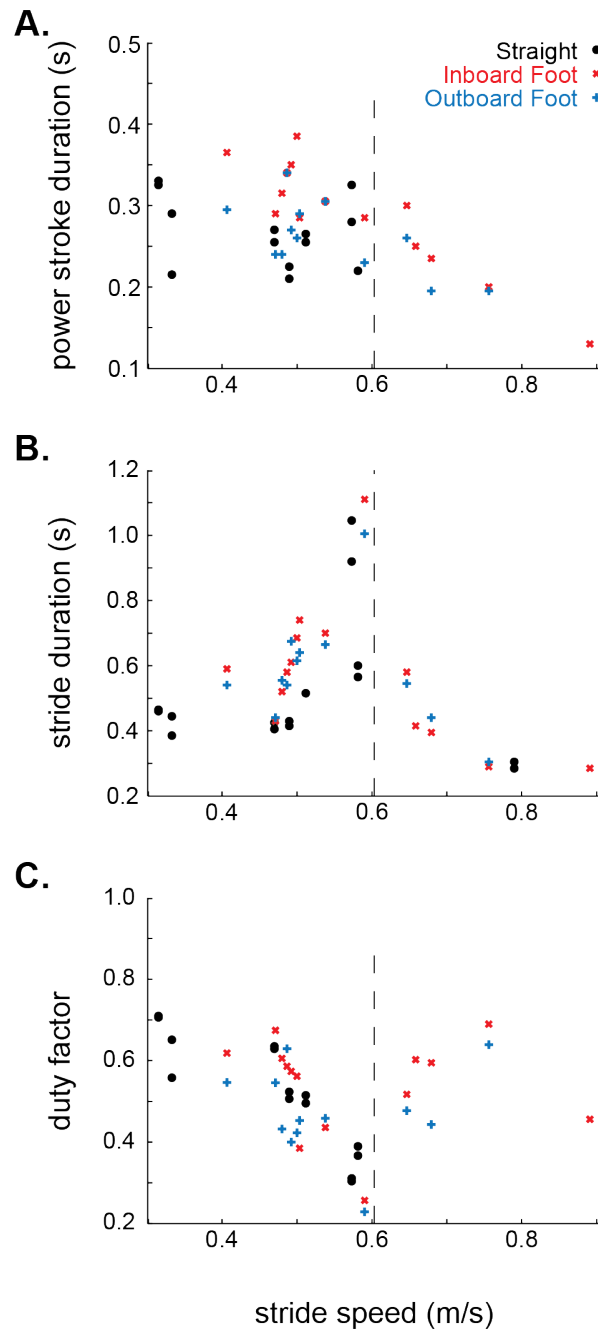 A.
power stroke duration (s)
0.5
0.4
0.3
0.2
0.1
Straight
Inboard Foot
Outboard Foot
0.4 0.6 0.8
B.
stride duration (s)
1.2
1.0
0.8
0.6
0.4
0.2
0.4 0.6 0.8
C.
duty factor
1.0
0.8
0.6
0.4
0.2
0.4 0.6 0.8
stride speed (m/s)